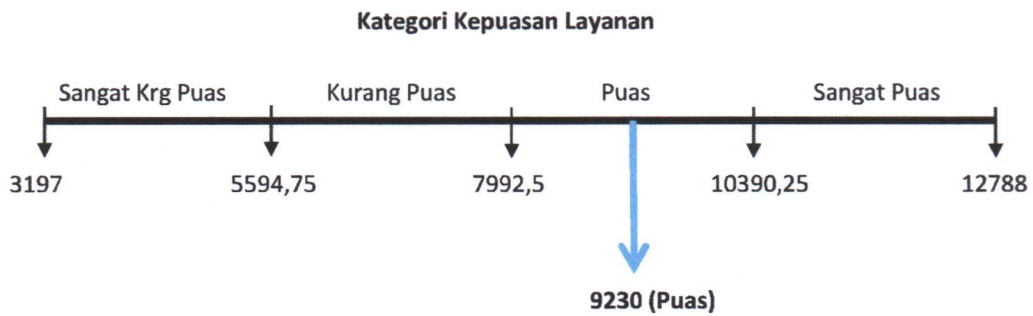 Kategori Kepuasan Layanan
Sangat Krg Puas Kurang Puas Puas Sangat Puas
3197 5594,75 7992,5 10390,25 12788
9230 (Puas)